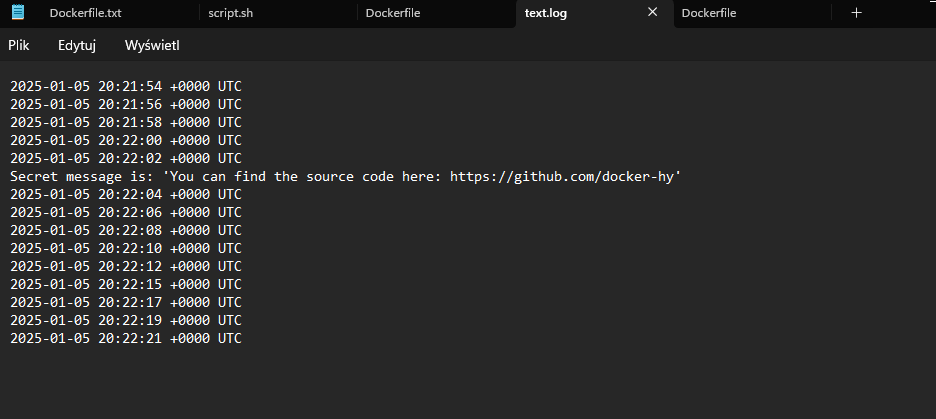 Dockerfile.txt script.sh Dockerfile text.log Dockerfile
Plik Edytuj Wyświetl
2025-01-05 20:21:54 +0000 UTC
2025-01-05 20:21:56 +0000 UTC
2025-01-05 20:21:58 +0000 UTC
2025-01-05 20:22:00 +0000 UTC
2025-01-05 20:22:02 +0000 UTC
Secret message is: 'You can find the source code here: https://github.com/docker-hy'
2025-01-05 20:22:04 +0000 UTC
2025-01-05 20:22:06 +0000 UTC
2025-01-05 20:22:08 +0000 UTC
2025-01-05 20:22:10 +0000 UTC
2025-01-05 20:22:12 +0000 UTC
2025-01-05 20:22:15 +0000 UTC
2025-01-05 20:22:17 +0000 UTC
2025-01-05 20:22:19 +0000 UTC
2025-01-05 20:22:21 +0000 UTC